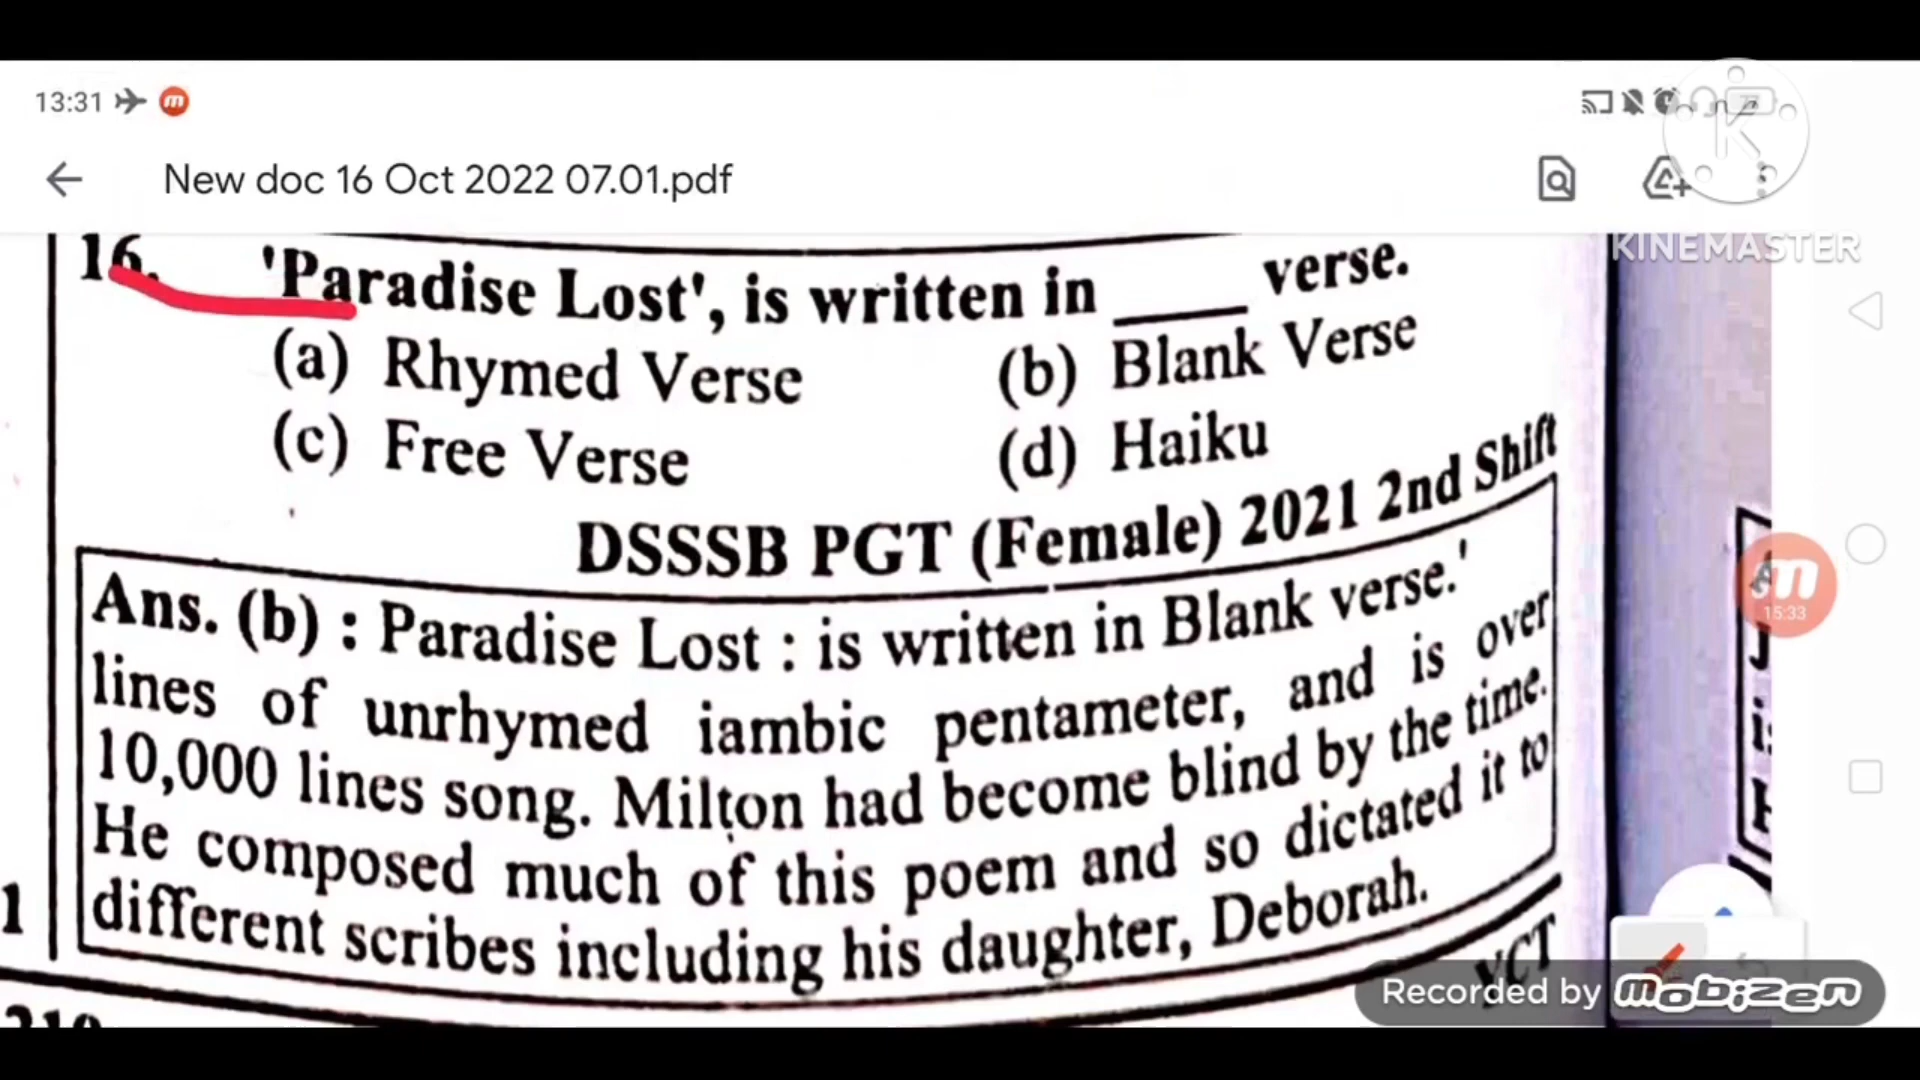 13:31
New doc 16 Oct 2022 07.01.pdf
KINEMASTER
16. 'Paradise Lost', is written in ____ verse.
(a) Rhymed Verse (b) Blank Verse
(c) Free Verse (d) Haiku
DSSSB PGT (Female) 2021 2nd Shift
Ans. (b) : Paradise Lost : is written in Blank verse.'
lines of unrhymed iambic pentameter, and is over
10,000 lines song. Milton had become blind by the time.
He composed much of this poem and so dictated it to
different scribes including his daughter, Deborah.
15:33
1
YCT
Recorded by mobizen